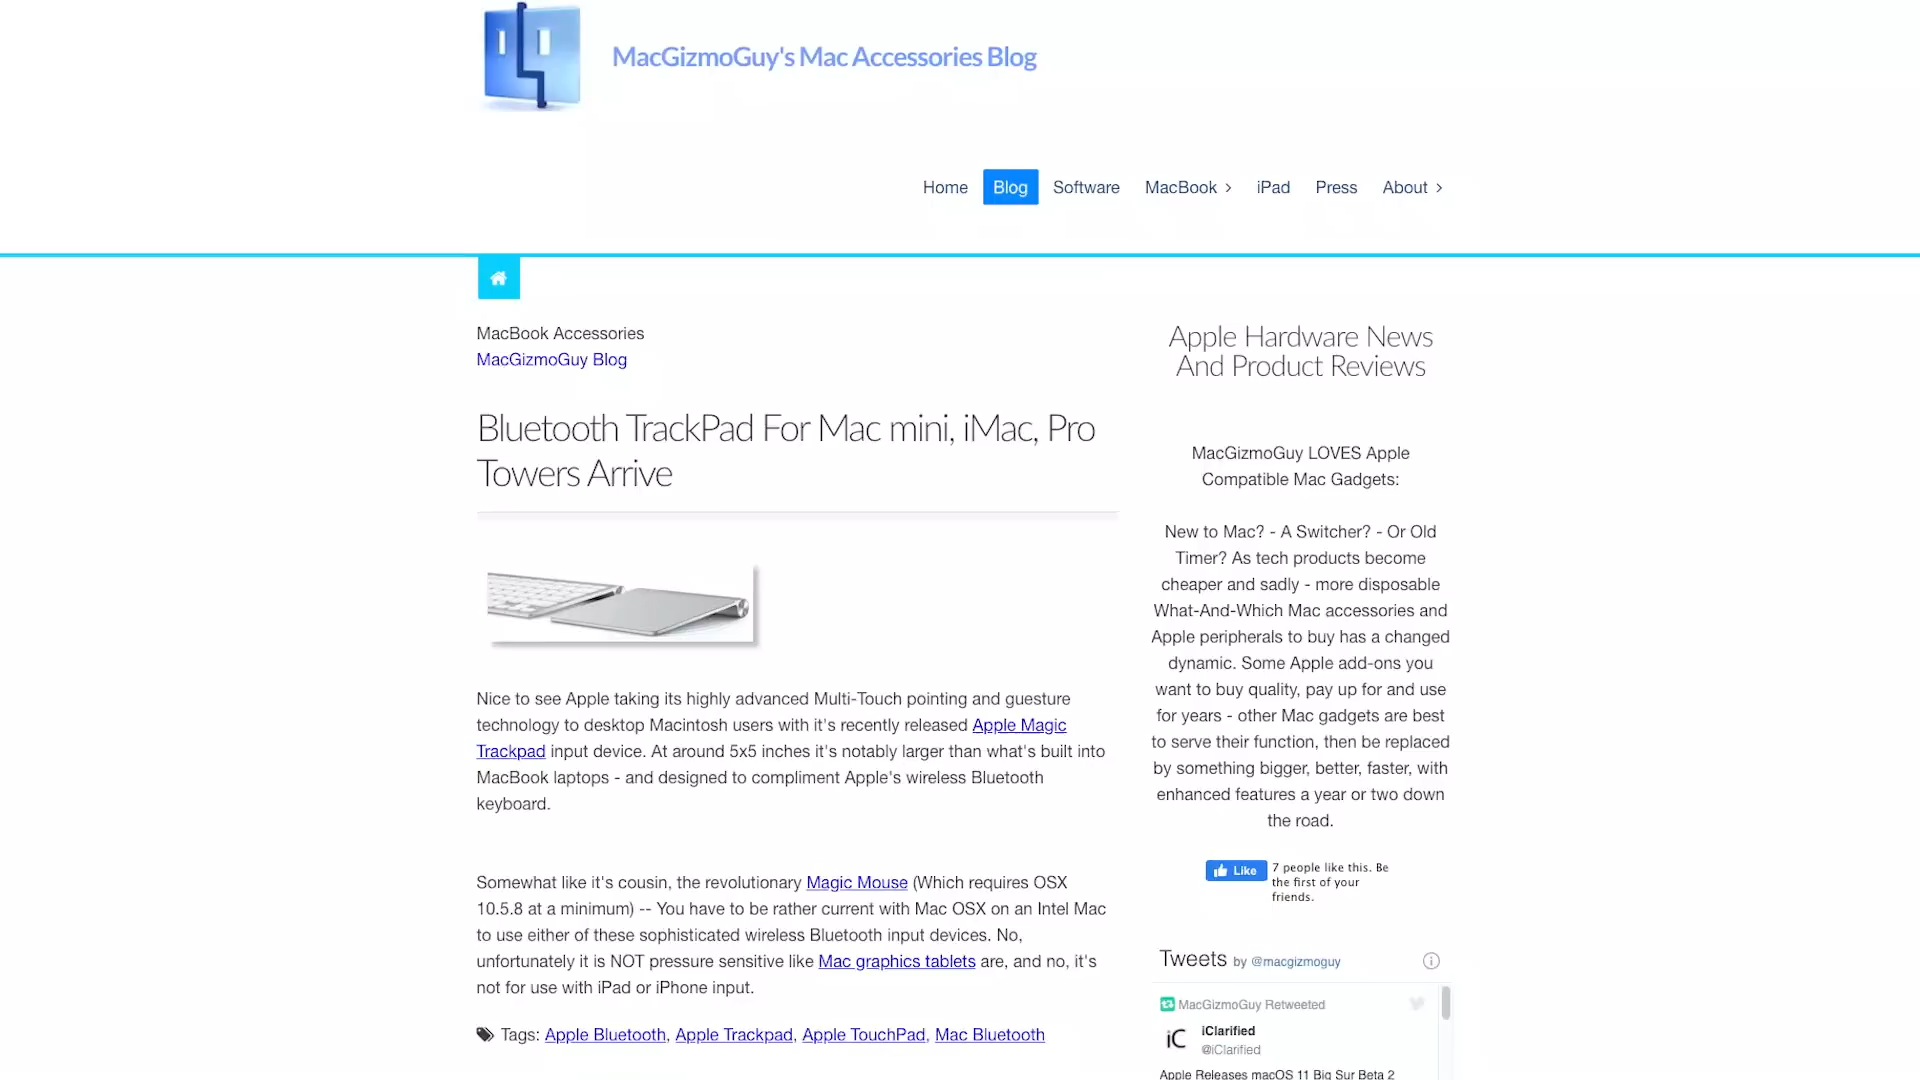 MacGizmoGuy's Mac Accessories Blog
Home Blog Software MacBook iPad Press About
MacBook Accessories
MacGizmoGuy Blog
Bluetooth TrackPad For Mac mini, iMac, Pro
Towers Arrive
Nice to see Apple taking its highly advanced Multi-Touch pointing and guesture
technology to desktop Macintosh users with it's recently released Apple Magic
Trackpad input device. At around 5x5 inches it's notably larger than what's built into
MacBook laptops - and designed to compliment Apple's wireless Bluetooth
keyboard.
Somewhat like it's cousin, the revolutionary Magic Mouse (Which requires OSX
10.5.8 at a minimum) -- You have to be rather current with Mac OSX on an Intel Mac
to use either of these sophisticated wireless Bluetooth input devices. No,
unfortunately it is NOT pressure sensitive like Mac graphics tablets are, and no, it's
not for use with iPad or iPhone input.
Tags: Apple Bluetooth, Apple Trackpad, Apple TouchPad, Mac Bluetooth
Apple Hardware News
And Product Reviews
MacGizmoGuy LOVES Apple
Compatible Mac Gadgets:
New to Mac? - A Switcher? - Or Old
Timer? As tech products become
cheaper and sadly - more disposable
What-And-Which Mac accessories and
Apple peripherals to buy has a changed
dynamic. Some Apple add-ons you
want to buy quality, pay up for and use
for years - other Mac gadgets are best
to serve their function, then be replaced
by something bigger, better, faster, with
enhanced features a year or two down
the road.
Like 7 people like this. Be
the first of your
friends.
Tweets by @macgizmoguy
MacGizmoGuy Retweeted
iC iClarified
@iClarified
Apple Releases macOS 11 Big Sur Beta 2